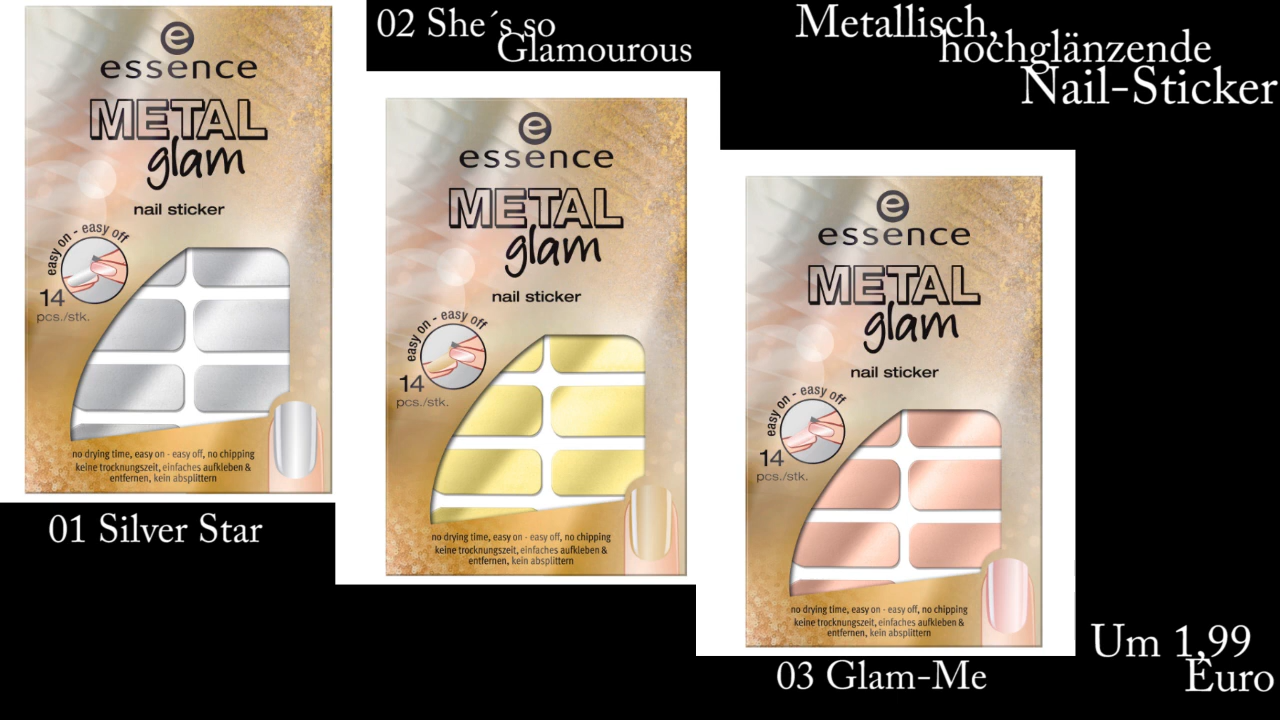 essence
METAL
glam
nail sticker
easy on - easy off
14
pcs./stk.
no drying time, easy on - easy off, no chipping
keine trocknungszeit, einfaches aufkleben &
entfernen, kein absplittern
01 Silver Star
02 She´s so
Glamourous
essence
METAL
glam
nail sticker
easy on - easy off
14
pcs./stk.
no drying time, easy on - easy off, no chipping
keine trocknungszeit, einfaches aufkleben &
entfernen, kein absplittern
Metallisch,
hochglänzende
Nail-Sticker
essence
METAL
glam
nail sticker
easy on - easy off
14
pcs./stk.
no drying time, easy on - easy off, no chipping
keine trocknungszeit, einfaches aufkleben &
entfernen, kein absplittern
03 Glam-Me
Um 1,99
Euro